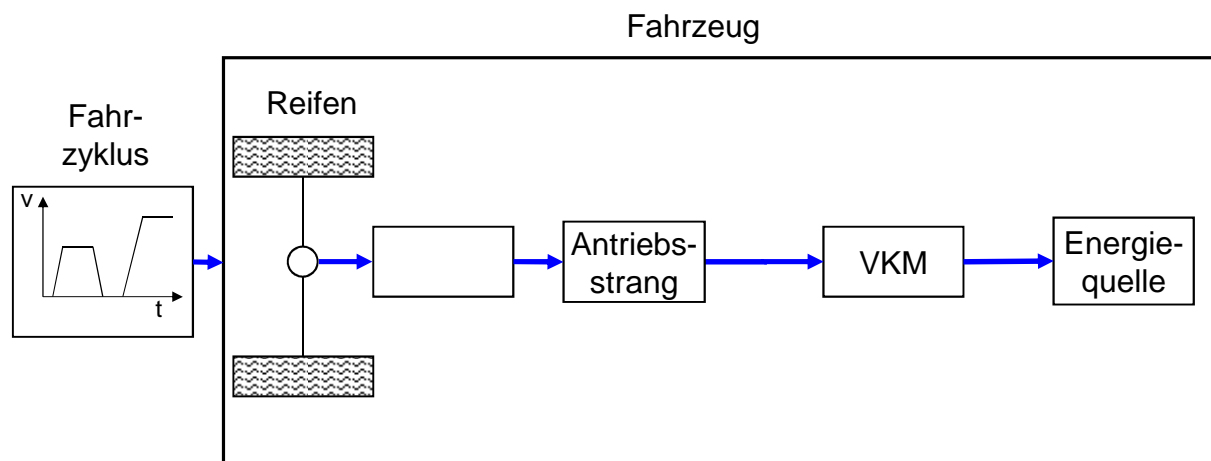 Fahrzeug
Reifen
Fahr-
zyklus
v
t
Antriebs-
strang
VKM
Energie-
quelle